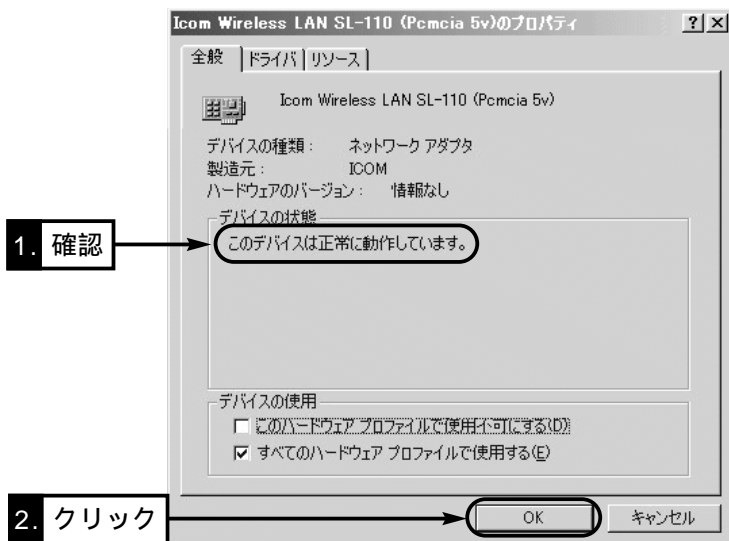 Icom Wireless LAN SL-110 (Pcmcia 5v)のプロパティ
全般 ドライバ リソース
Icom Wireless LAN SL-110 (Pcmcia 5v)
デバイスの種類： ネットワーク アダプタ
製造元： ICOM
ハードウェアのバージョン： 情報なし
デバイスの状態
1. 確認
このデバイスは正常に動作しています。
デバイスの使用
このハードウェア プロファイルで使用不可にする(D)
すべてのハードウェア プロファイルで使用する(E)
2. クリック
OK キャンセル